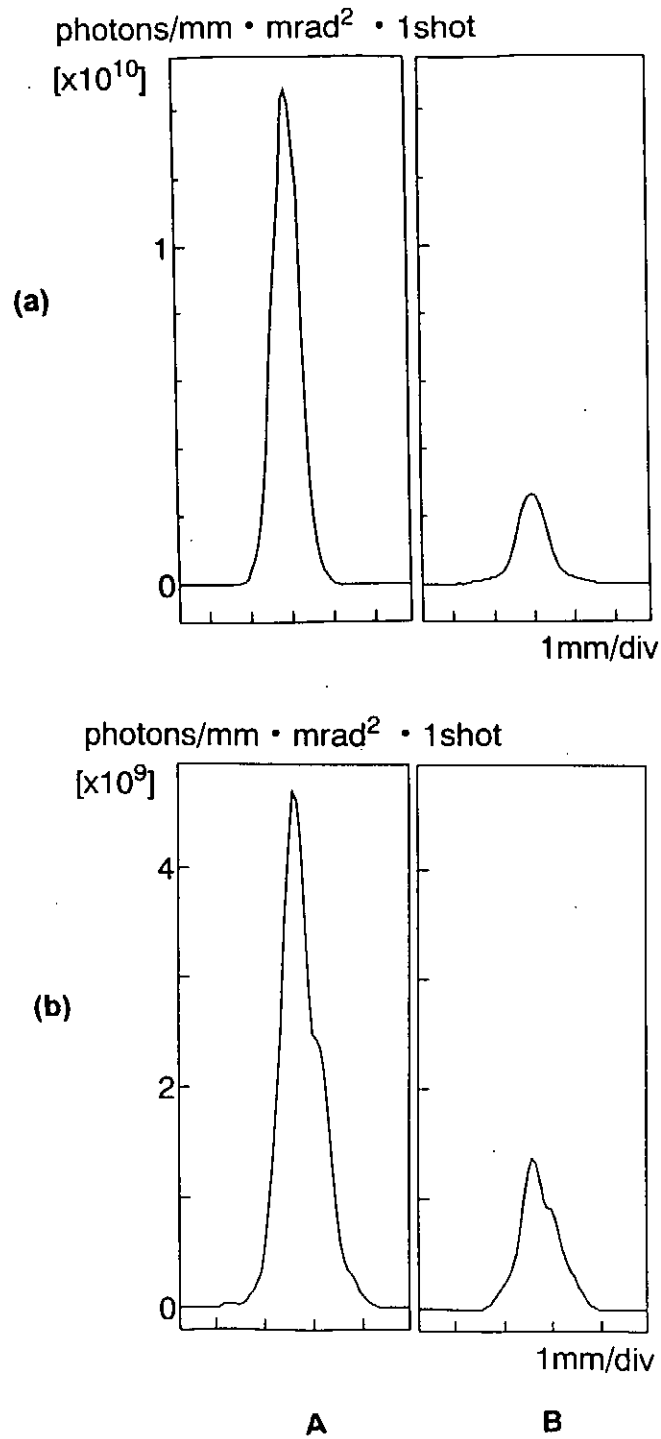 photons/mm • mrad² • 1shot
[x10¹⁰]
1
(a)
0
1mm/div
photons/mm • mrad² • 1shot
[x10⁹]
4
(b)
2
0
1mm/div
A B